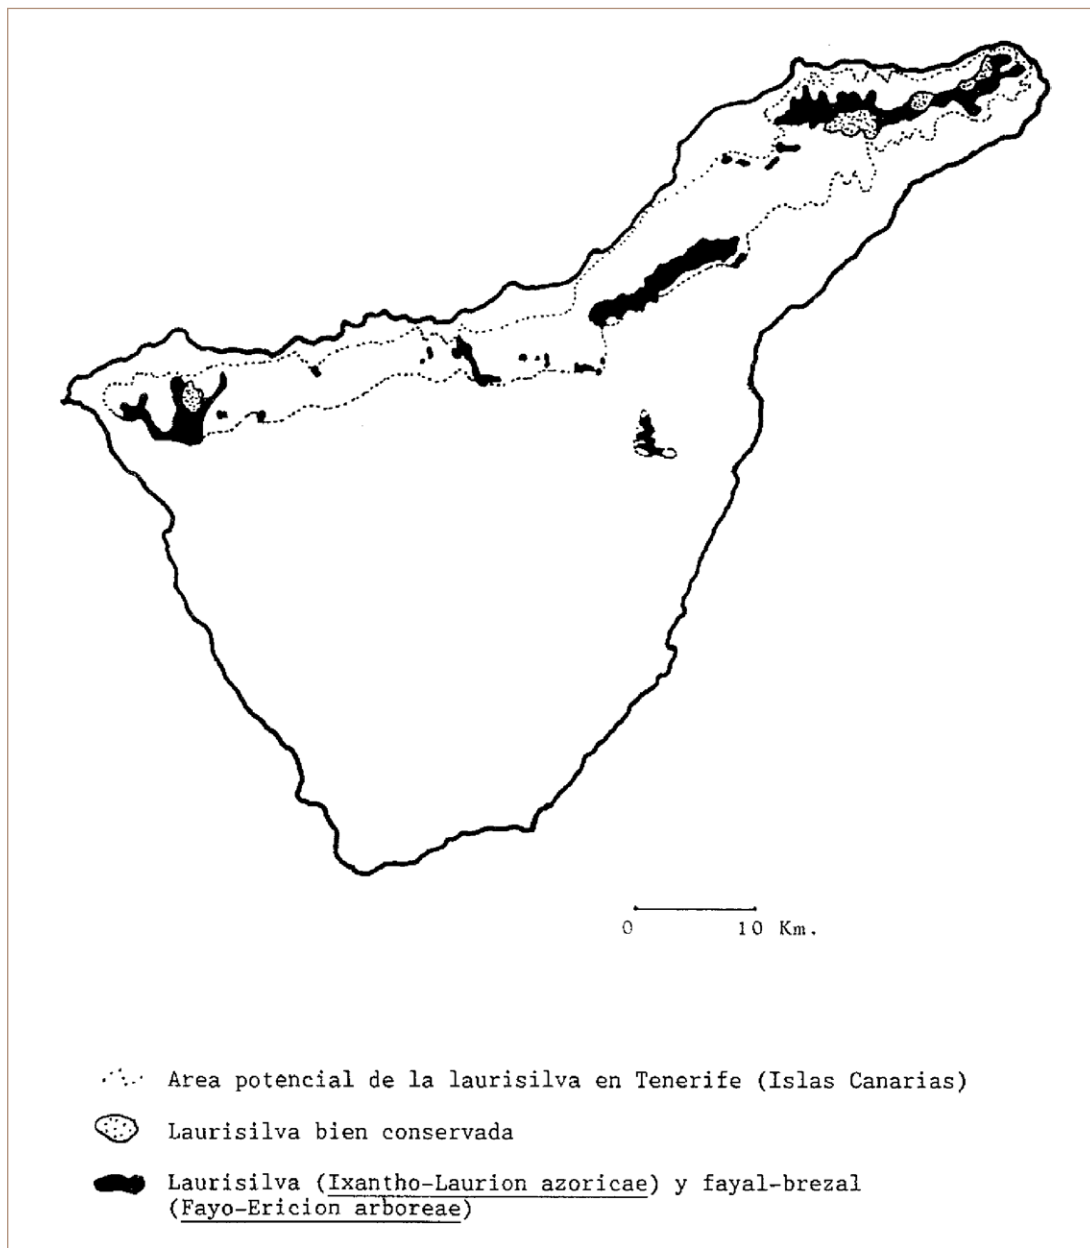 0 10 Km.
Area potencial de la laurisilva en Tenerife (Islas Canarias)
Laurisilva bien conservada
Laurisilva (Ixantho-Laurion azoricae) y fayal-brezal
(Fayo-Ericion arboreae)